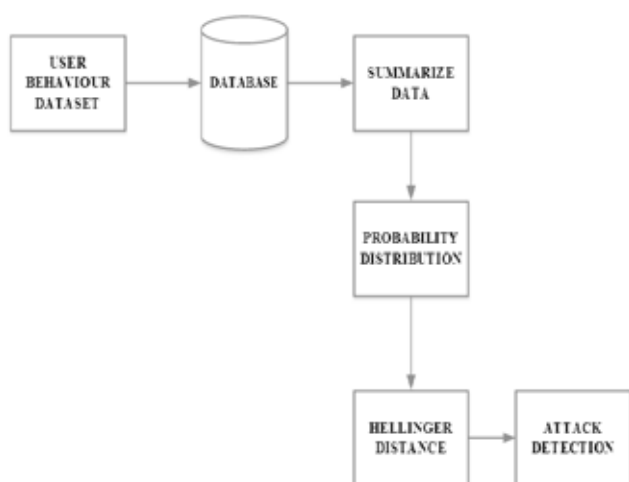 USER
BEHAVIOUR
DATASET
DATABASE
SUMMARIZE
DATA
PROBABILITY
DISTRIBUTION
HELLINGER
DISTANCE
ATTACK
DETECTION